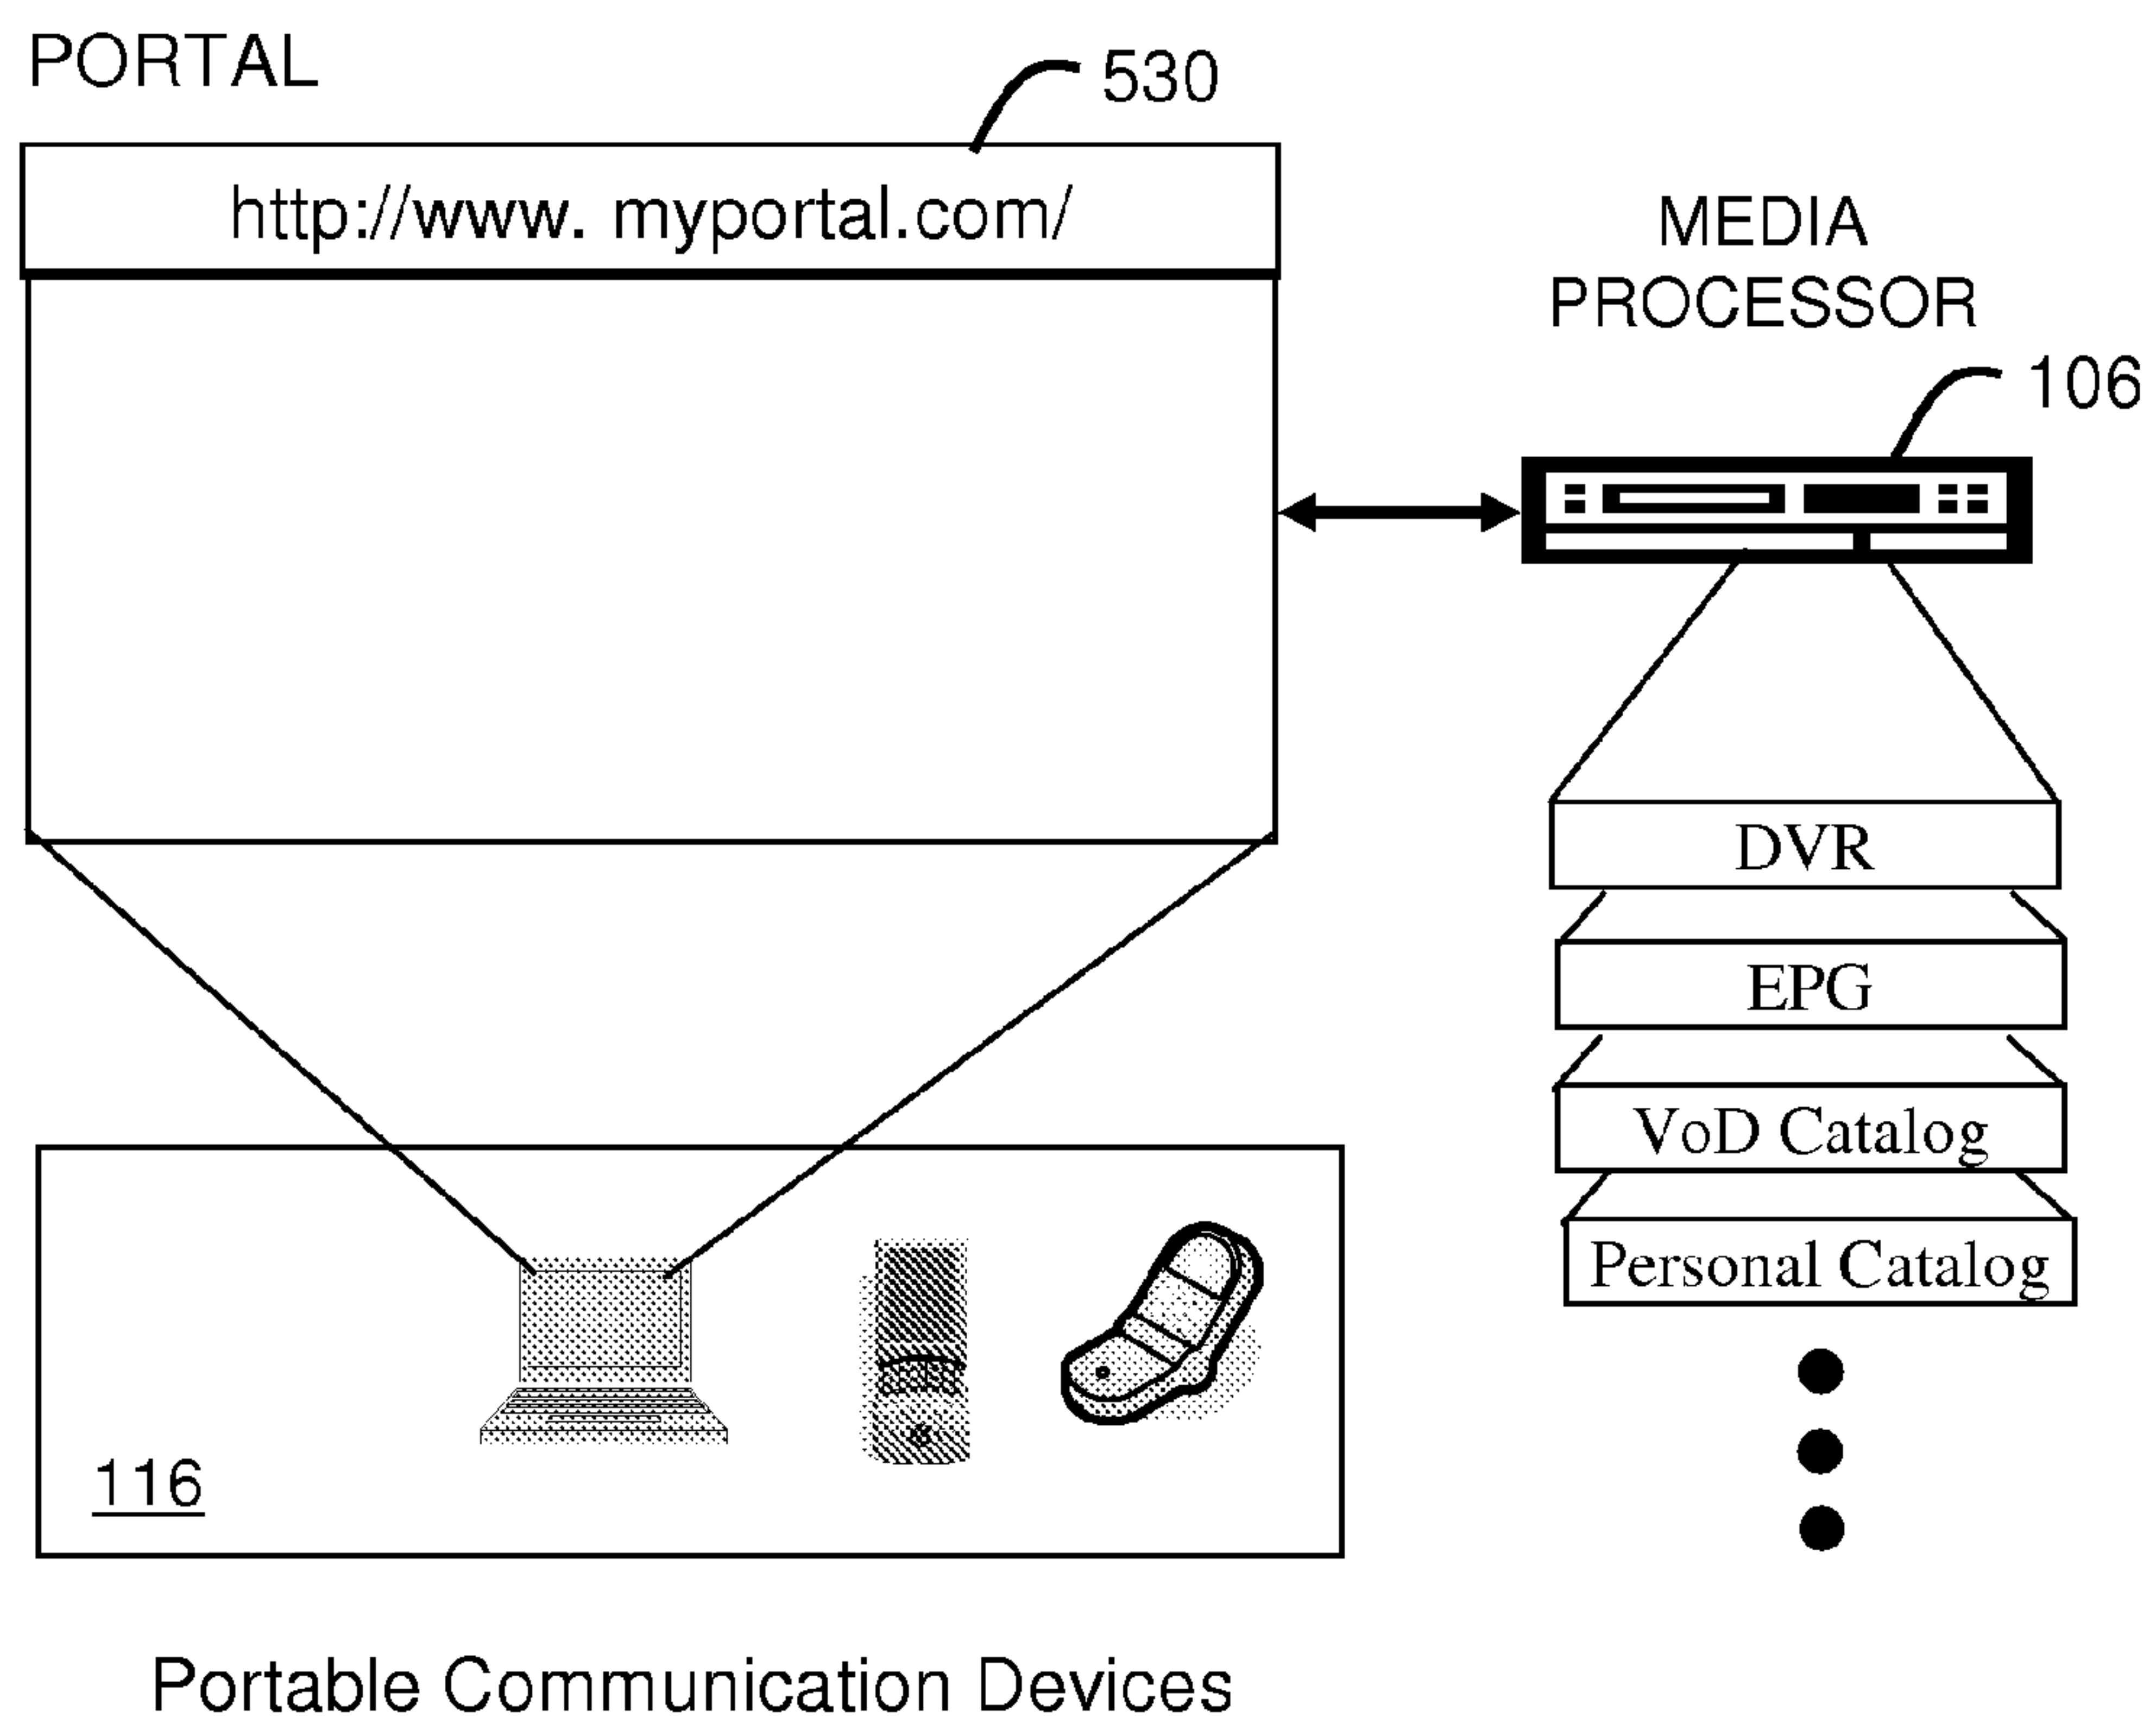 PORTAL
530
http://www. myportal.com/
MEDIA
PROCESSOR
106
DVR
EPG
VoD Catalog
Personal Catalog
116
Portable Communication Devices